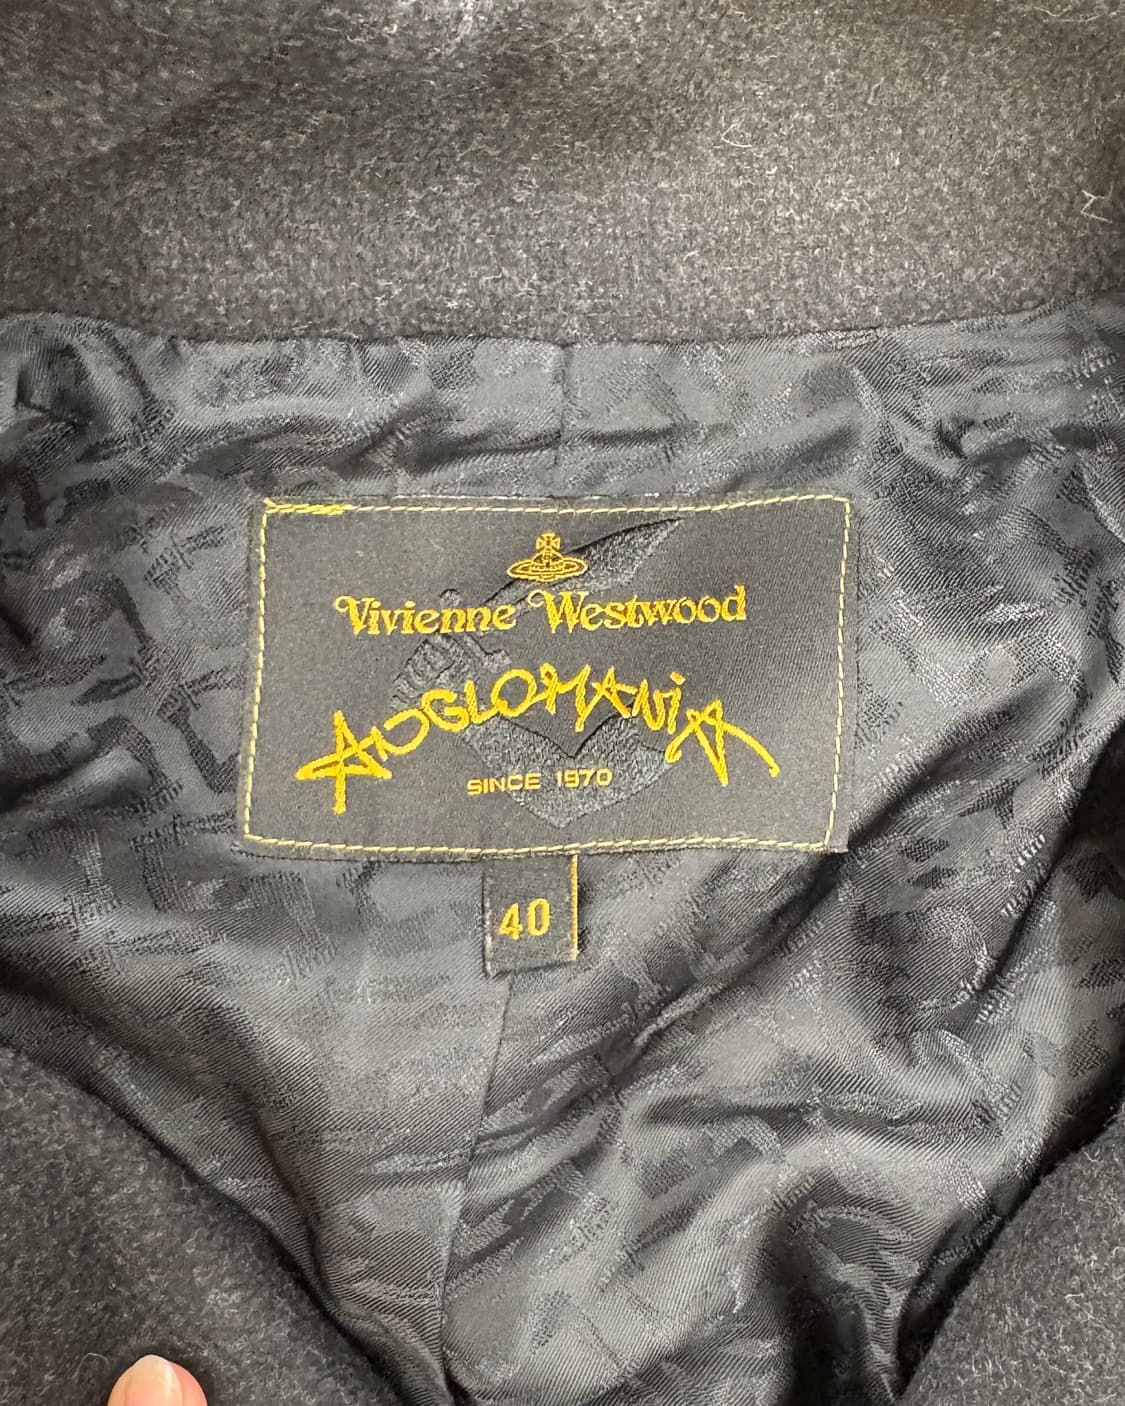 Vivienne Westwood
ANGLOMANiA
SINCE 1970
40